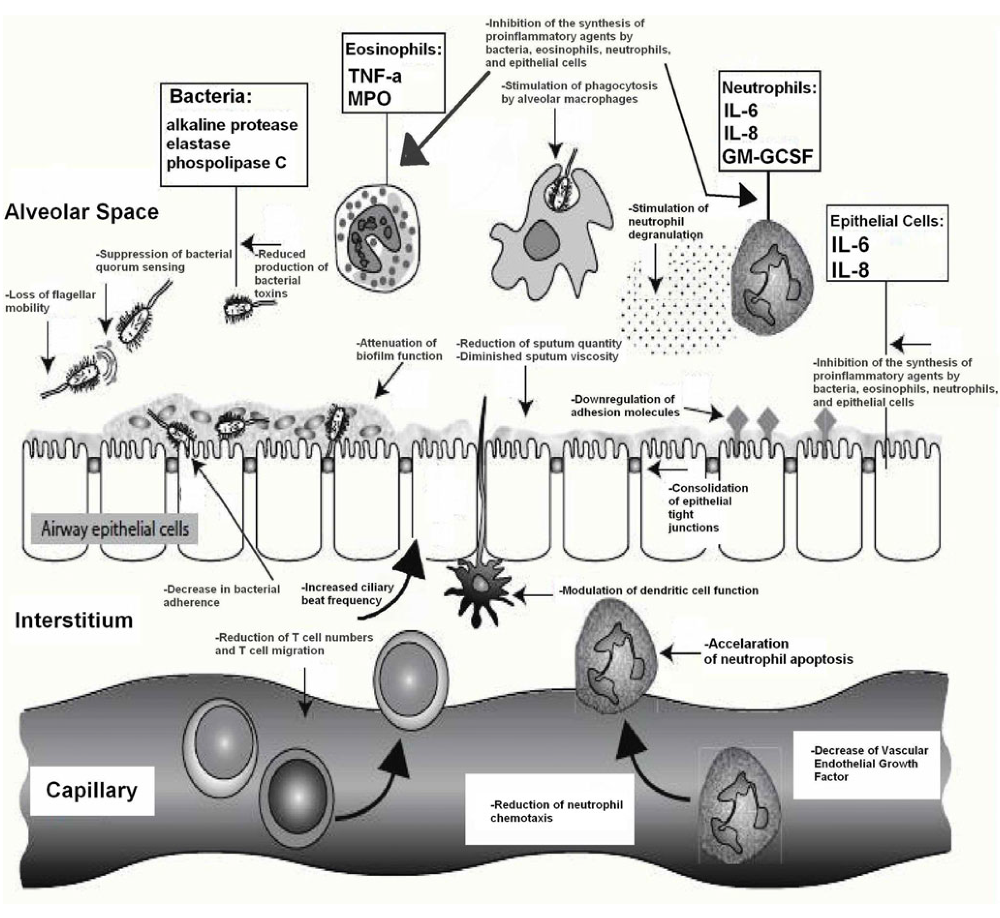 -Inhibition of the synthesis of
proinflammatory agents by
bacteria, eosinophils, neutrophils,
and epithelial cells
Eosinophils:
TNF-a
MPO
Bacteria:
alkaline protease
elastase
phospolipase C
-Stimulation of phagocytosis
by alveolar macrophages
Neutrophils:
IL-6
IL-8
GM-GCSF
Alveolar Space
-Stimulation of
neutrophil
degranulation
Epithelial Cells:
IL-6
IL-8
-Suppression of bacterial
quorum sensing
-Reduced
production of
bacterial
toxins
-Loss of flagellar
mobility
-Attenuation of
biofilm function
-Reduction of sputum quantity
-Diminished sputum viscosity
-Inhibition of the synthesis of
proinflammatory agents by
bacteria, eosinophils, neutrophils,
and epithelial cells
-Downregulation of
adhesion molecules
-Consolidation
of epithelial
tight
junctions
Airway epithelial cells
-Decrease in bacterial
adherence
-Increased ciliary
beat frequency
-Modulation of dendritic cell function
Interstitium
-Reduction of T cell numbers
and T cell migration
-Accelaration
of neutrophil apoptosis
-Decrease of Vascular
Endothelial Growth
Factor
Capillary
-Reduction of neutrophil
chemotaxis